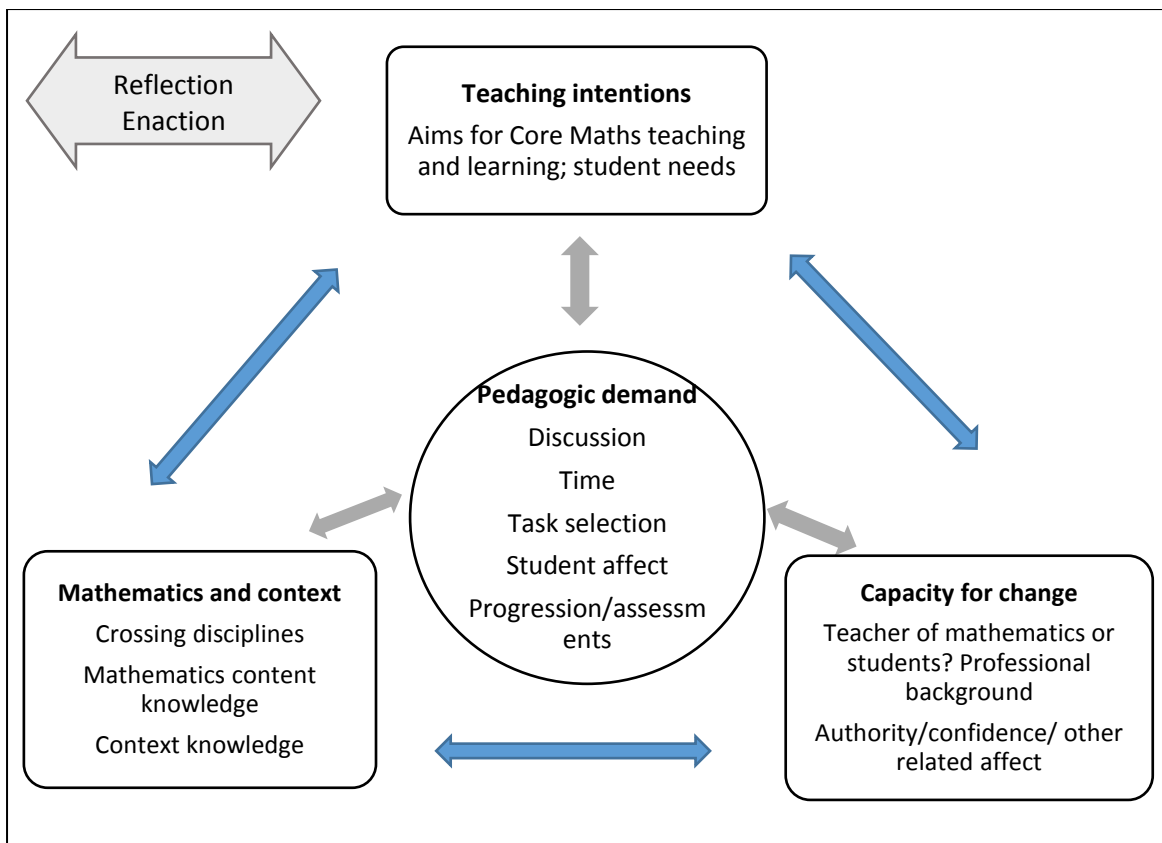 Reflection
Enaction
Teaching intentions
Aims for Core Maths teaching
and learning; student needs
Pedagogic demand
Discussion
Time
Task selection
Student affect
Progression/assessm
ents
Mathematics and context
Crossing disciplines
Mathematics content
knowledge
Context knowledge
Capacity for change
Teacher of mathematics or
students? Professional
background
Authority/confidence/ other
related affect